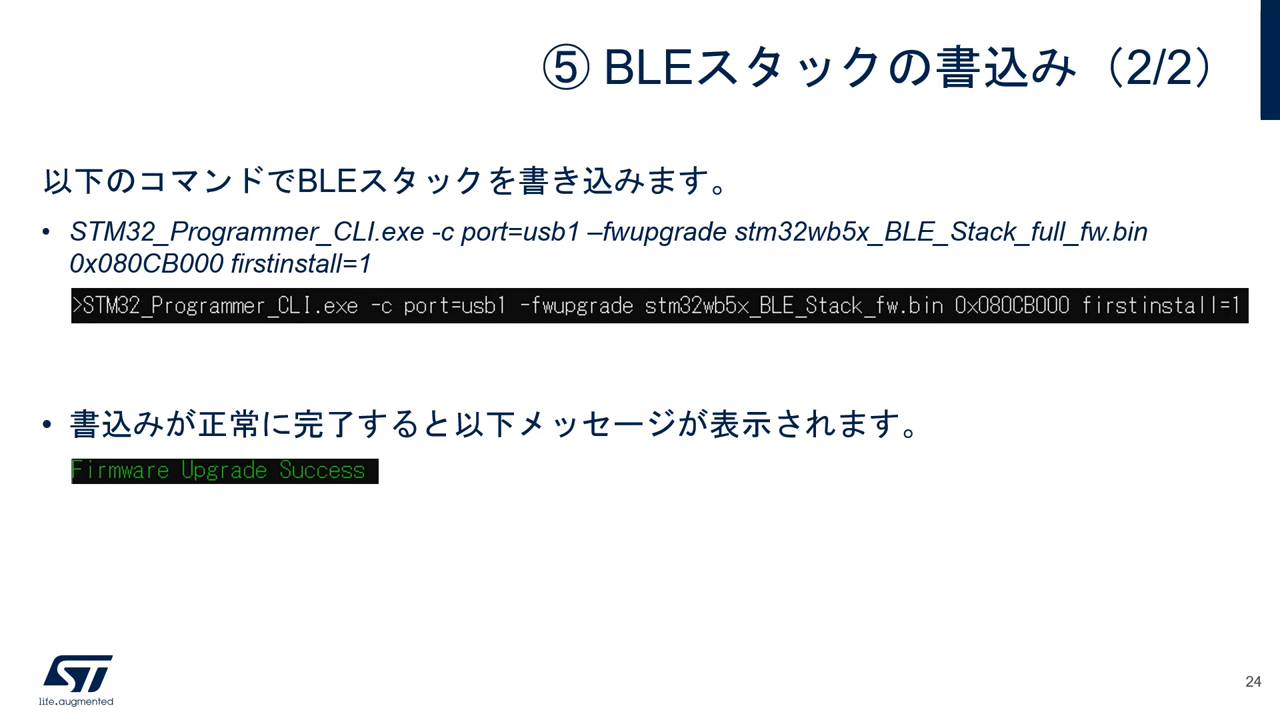 ⑤ BLEスタックの書込み（2/2）
以下のコマンドでBLEスタックを書き込みます。
• STM32_Programmer_CLI.exe -c port=usb1 –fwupgrade stm32wb5x_BLE_Stack_full_fw.bin
0x080CB000 firstinstall=1
>STM32_Programmer_CLI.exe -c port=usb1 -fwupgrade stm32wb5x_BLE_Stack_fw.bin 0x080CB000 firstinstall=1
• 書込みが正常に完了すると以下メッセージが表示されます。
Firmware Upgrade Success
ST
life.augmented
24